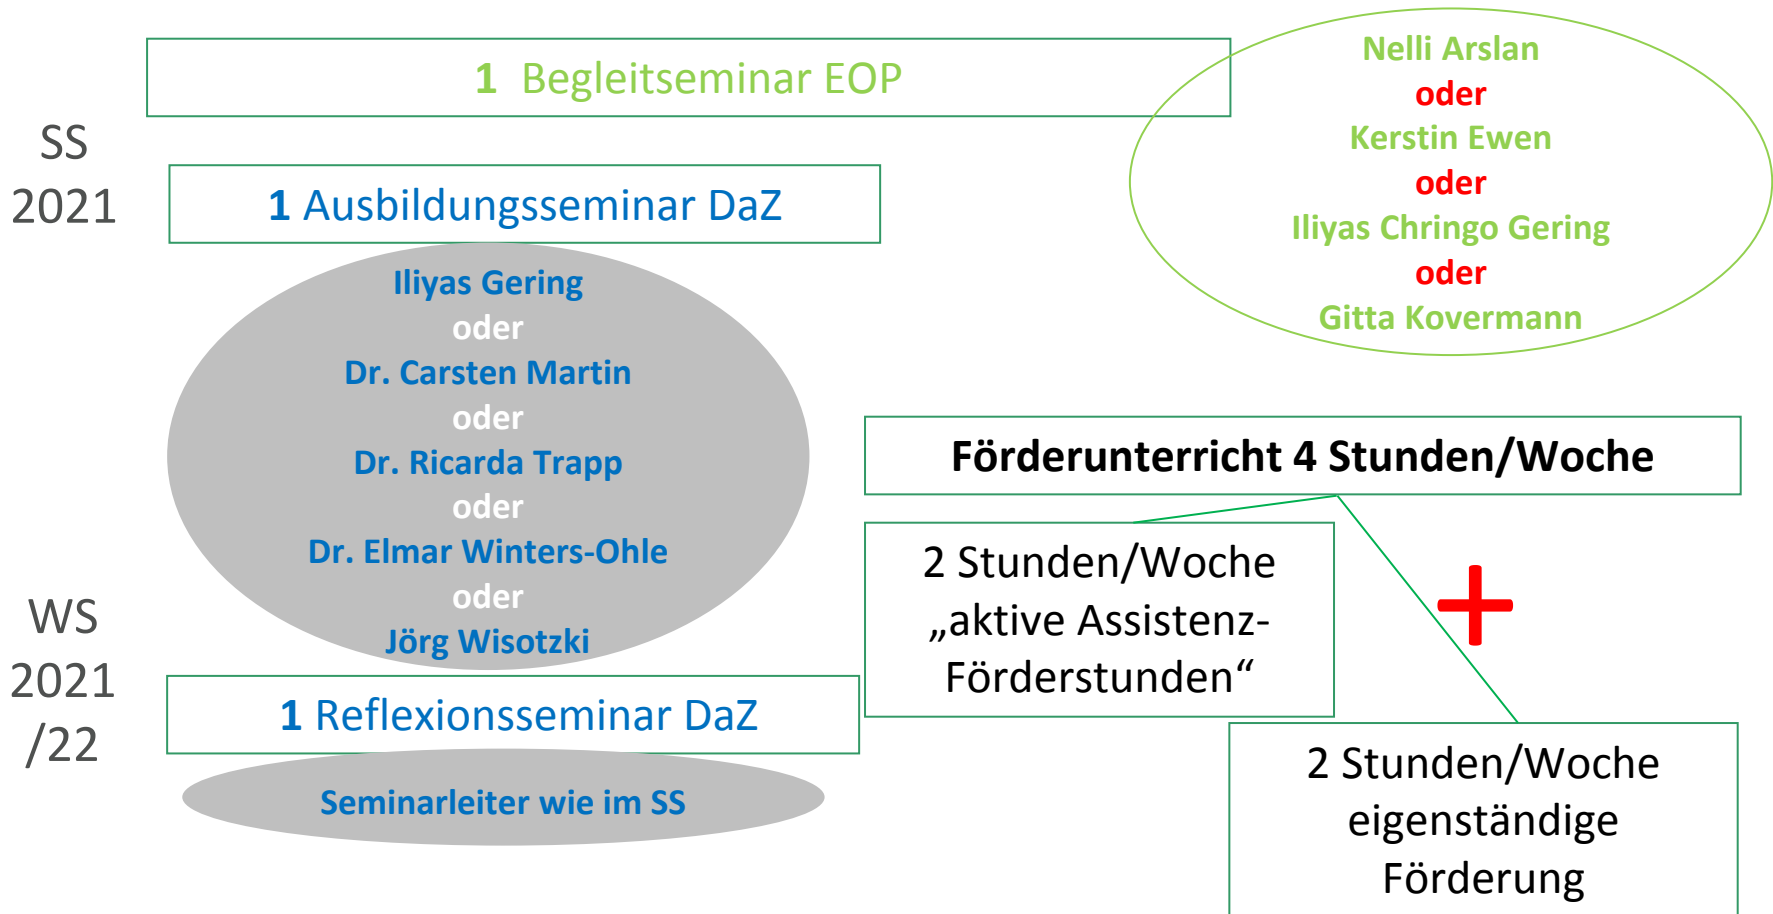 1 Begleitseminar EOP
Nelli Arslan
oder
Kerstin Ewen
oder
Iliyas Chringo Gering
oder
Gitta Kovermann
SS
2021
1 Ausbildungsseminar DaZ
Iliyas Gering
oder
Dr. Carsten Martin
oder
Dr. Ricarda Trapp
oder
Dr. Elmar Winters-Ohle
oder
Jörg Wisotzki
Förderunterricht 4 Stunden/Woche
2 Stunden/Woche
„aktive Assistenz-
Förderstunden“
+
2 Stunden/Woche
eigenständige
Förderung
WS
2021
/22
1 Reflexionsseminar DaZ
Seminarleiter wie im SS